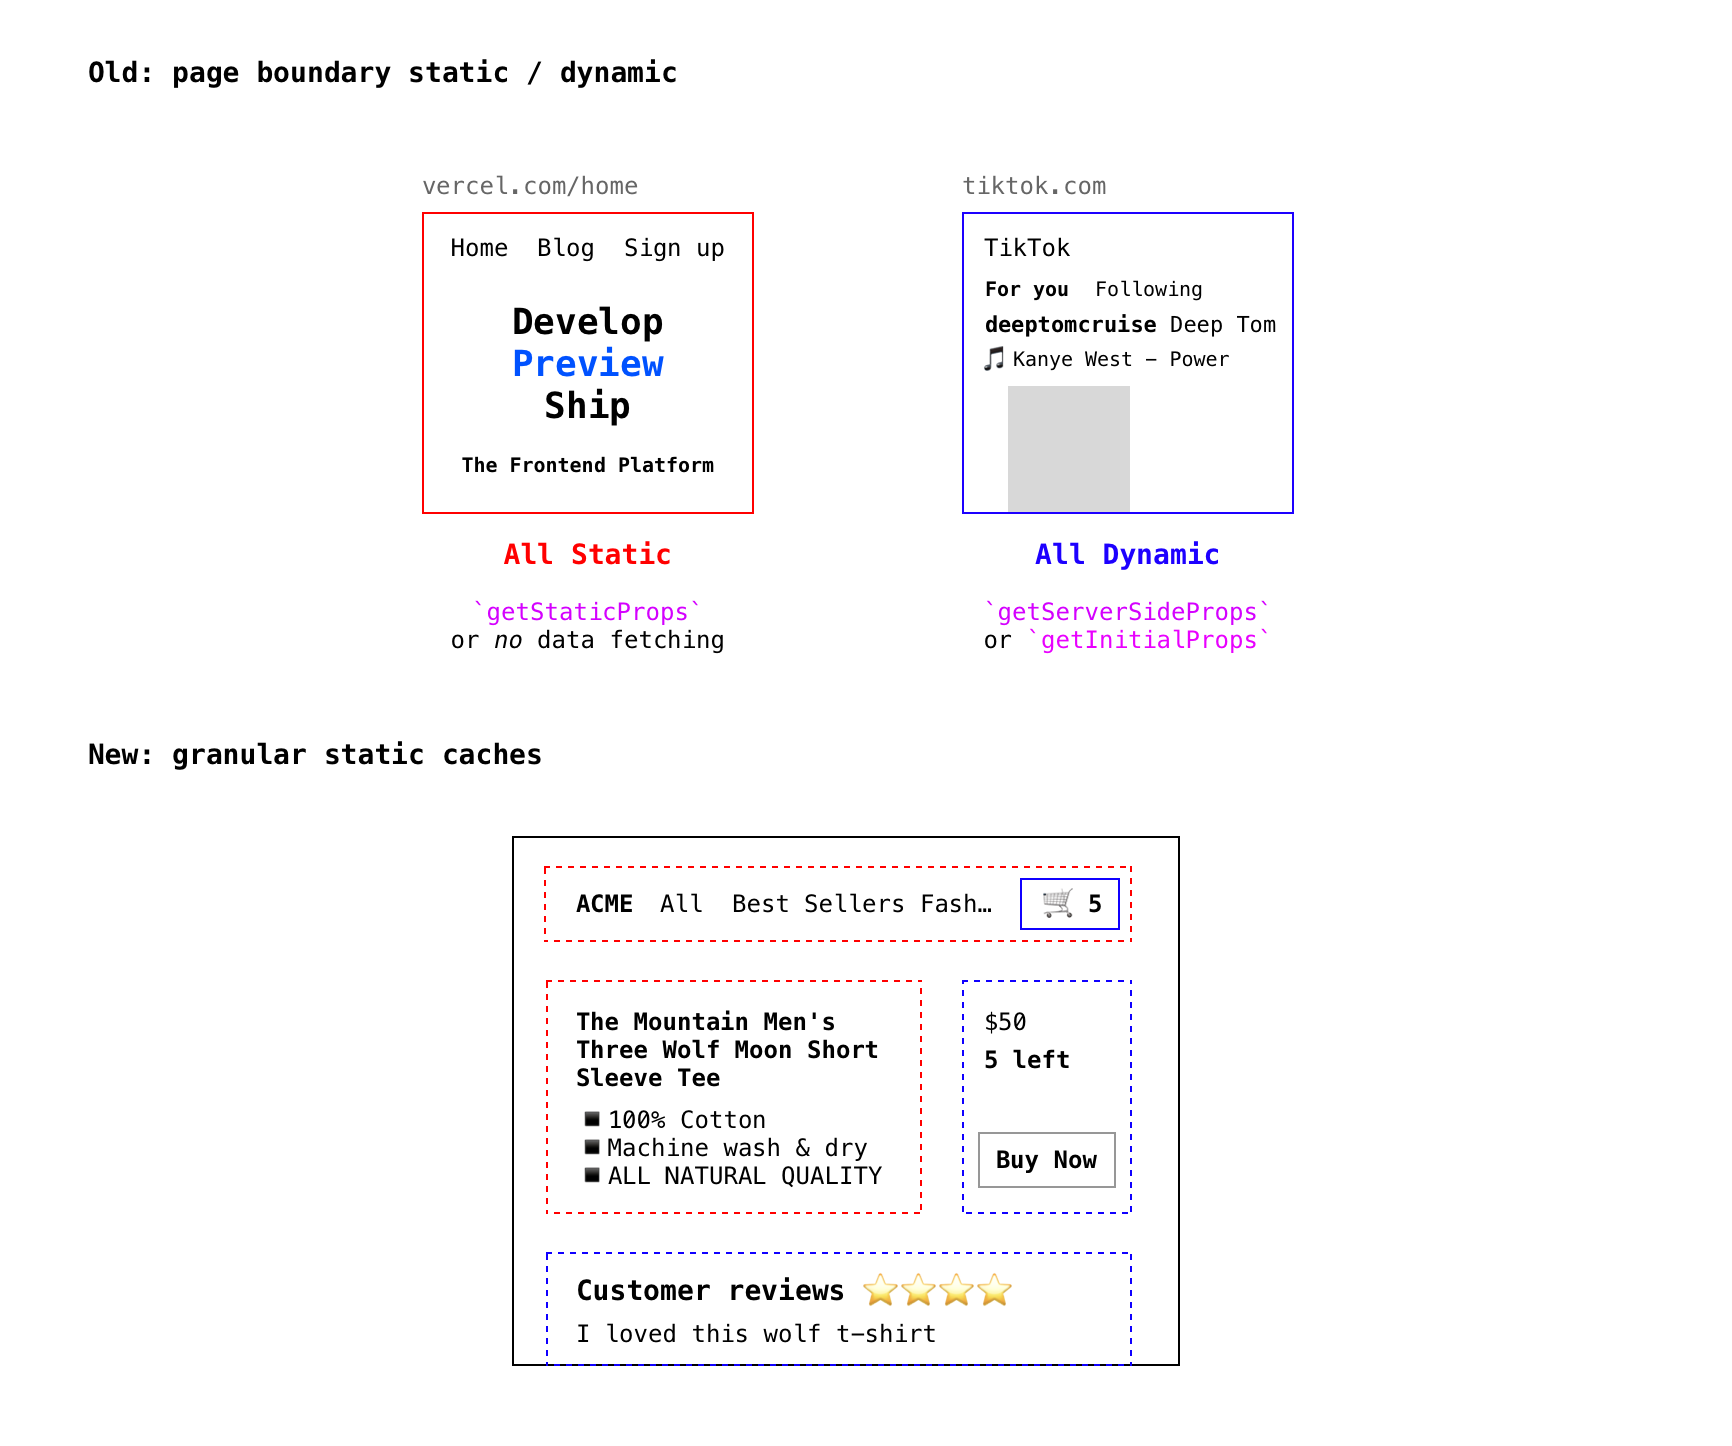 Old: page boundary static / dynamic
vercel.com/home
Home Blog Sign up
Develop
Preview
Ship
The Frontend Platform
All Static
`getStaticProps`
or no data fetching
tiktok.com
TikTok
For you Following
deeptomcruise Deep Tom
Kanye West – Power
All Dynamic
`getServerSideProps`
or `getInitialProps`
New: granular static caches
ACME All Best Sellers Fash… 5
The Mountain Men's
Three Wolf Moon Short
Sleeve Tee
100% Cotton
Machine wash & dry
ALL NATURAL QUALITY
$50
5 left
Buy Now
Customer reviews
I loved this wolf t–shirt